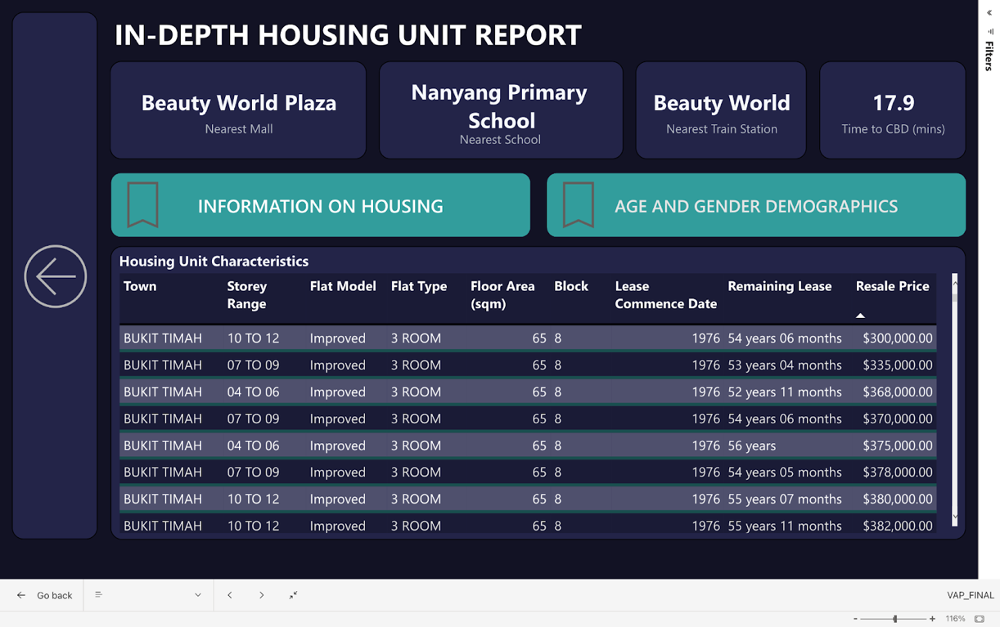 IN-DEPTH HOUSING UNIT REPORT
Filters
Beauty World Plaza
Nearest Mall
Nanyang Primary
School
Nearest School
Beauty World
Nearest Train Station
17.9
Time to CBD (mins)
INFORMATION ON HOUSING
AGE AND GENDER DEMOGRAPHICS
Housing Unit Characteristics
Town Storey Range Flat Model Flat Type Floor Area (sqm) Block Lease Commence Date Remaining Lease Resale Price
BUKIT TIMAH 10 TO 12 Improved 3 ROOM 65 8 1976 54 years 06 months $300,000.00
BUKIT TIMAH 07 TO 09 Improved 3 ROOM 65 8 1976 53 years 04 months $335,000.00
BUKIT TIMAH 04 TO 06 Improved 3 ROOM 65 8 1976 52 years 11 months $368,000.00
BUKIT TIMAH 07 TO 09 Improved 3 ROOM 65 8 1976 54 years 06 months $370,000.00
BUKIT TIMAH 04 TO 06 Improved 3 ROOM 65 8 1976 56 years $375,000.00
BUKIT TIMAH 07 TO 09 Improved 3 ROOM 65 8 1976 54 years 05 months $378,000.00
BUKIT TIMAH 10 TO 12 Improved 3 ROOM 65 8 1976 55 years 07 months $380,000.00
BUKIT TIMAH 10 TO 12 Improved 3 ROOM 65 8 1976 55 years 11 months $382,000.00
Go back
VAP_FINAL
- + 116%